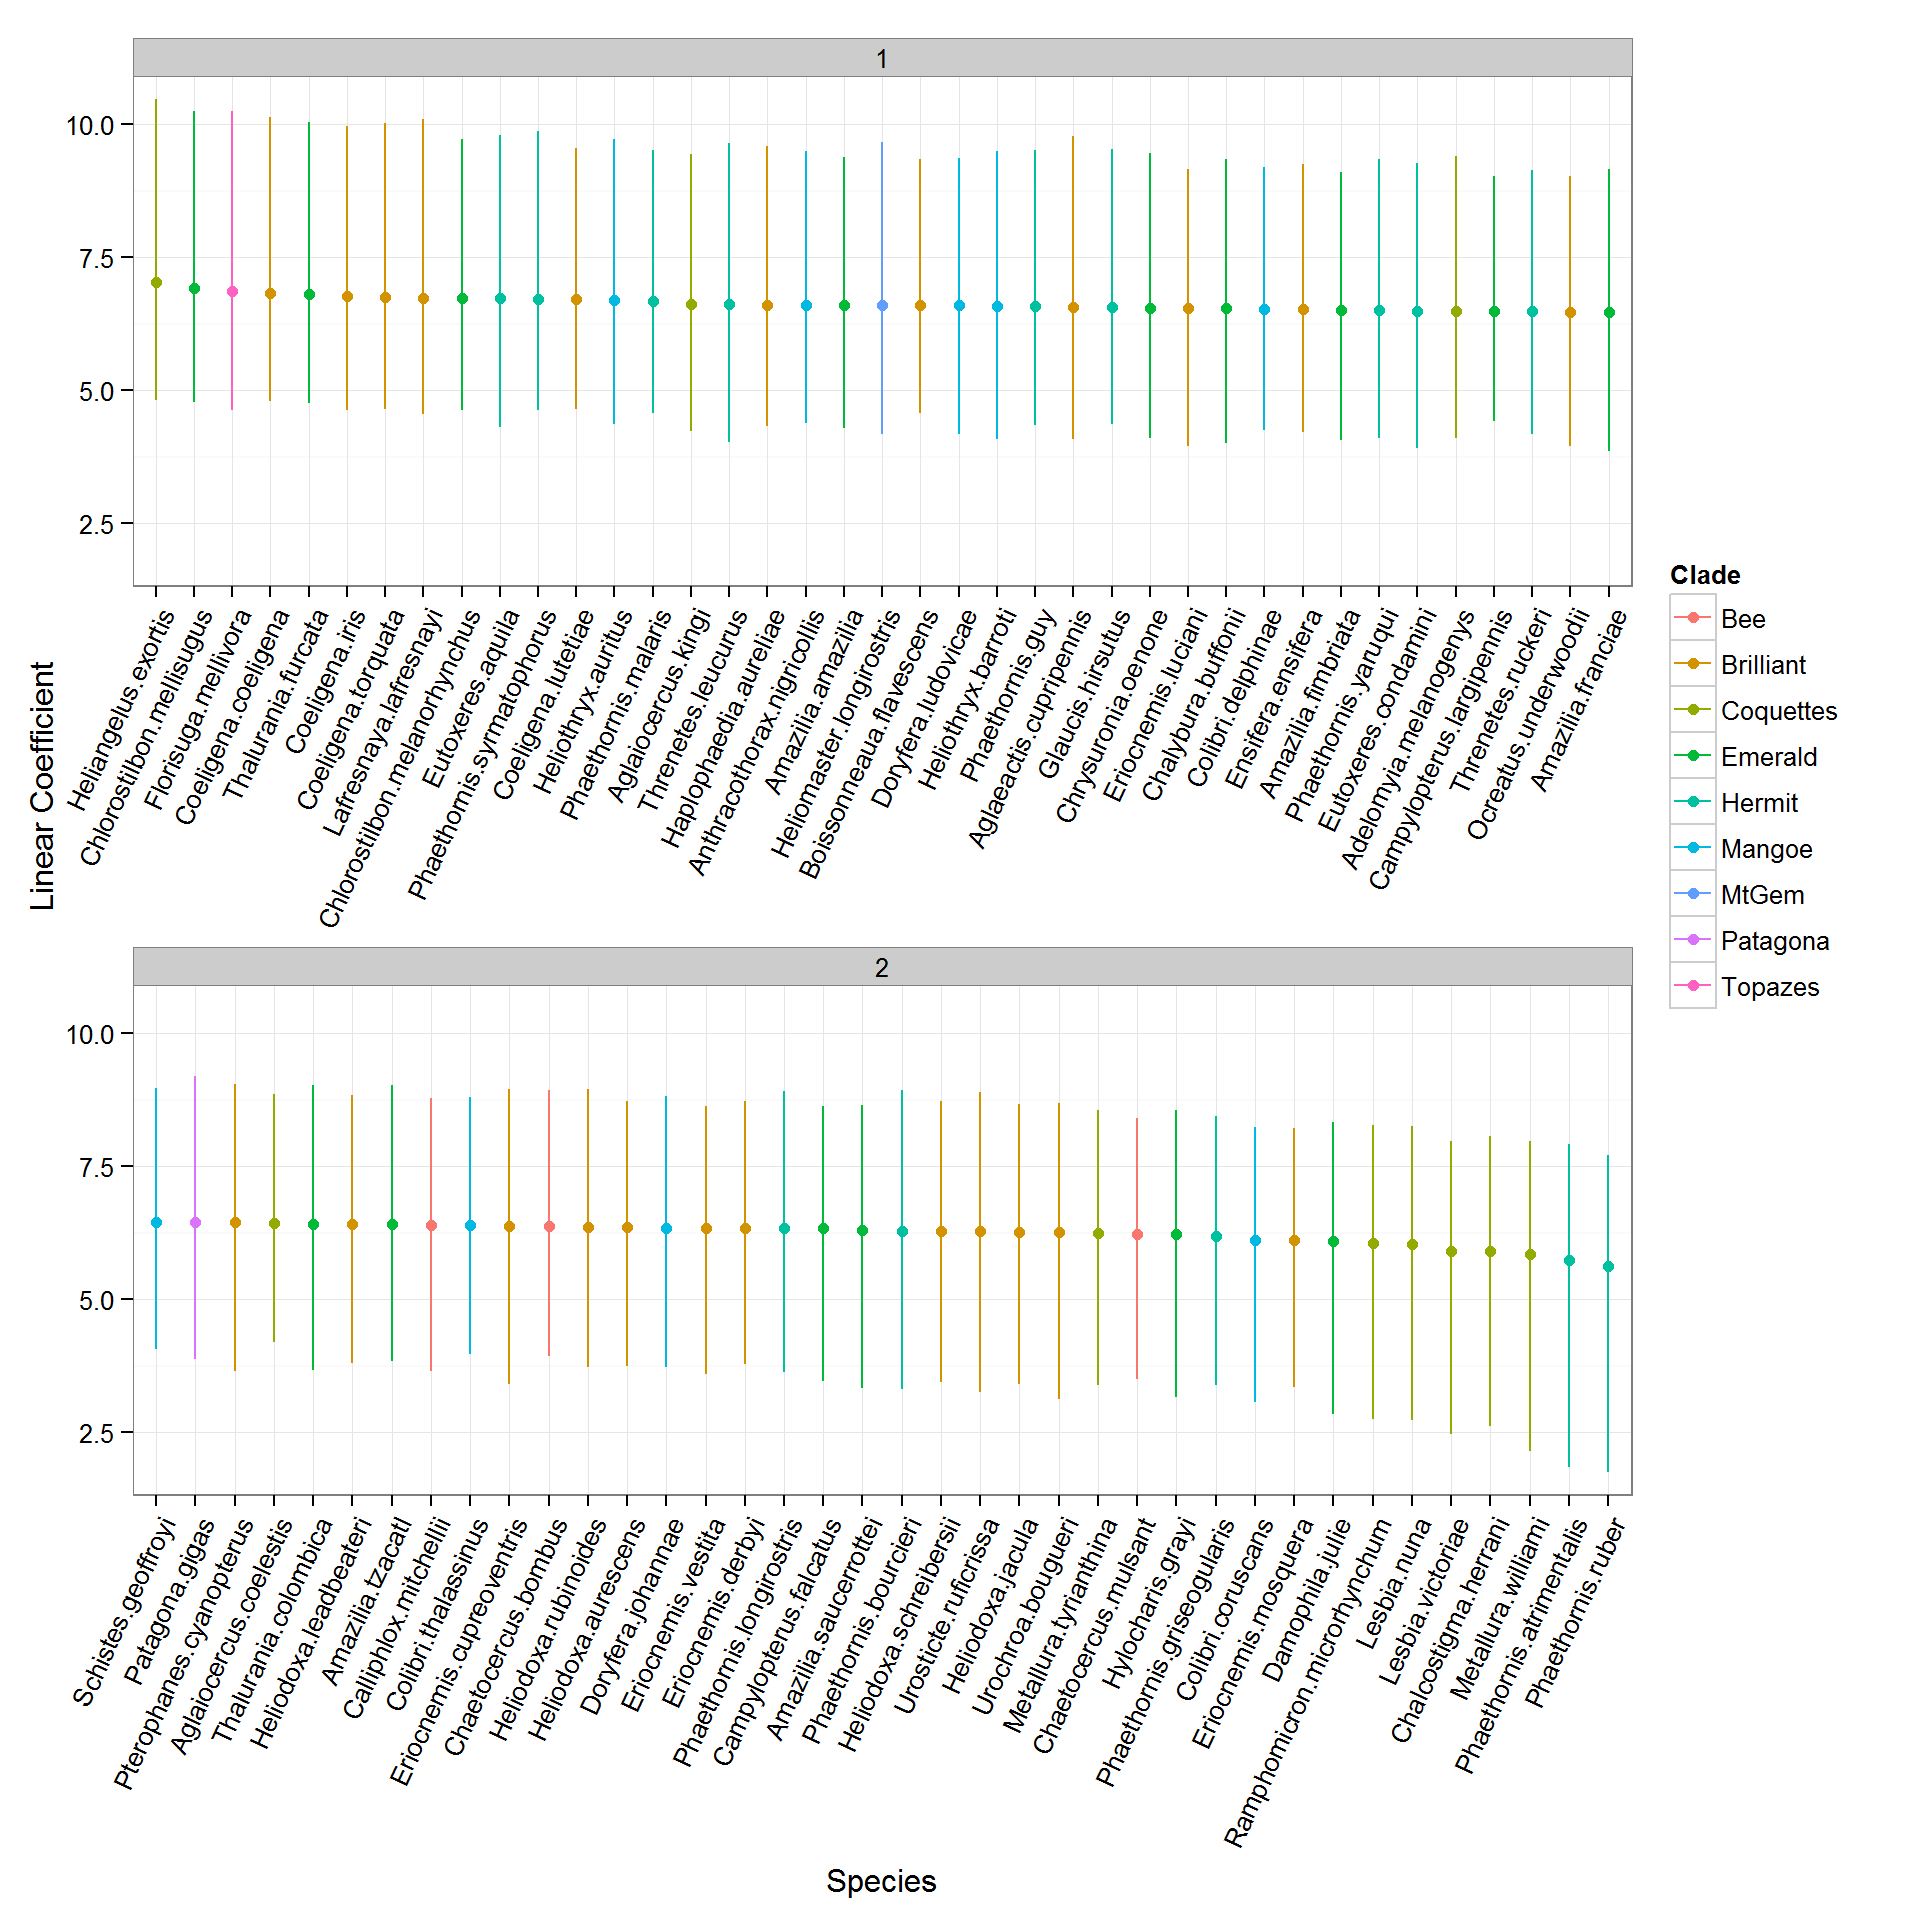 1
10.0
7.5
5.0
2.5
Heliangelus.exortis
Chlorostilbon.mellisugus
Florisuga.mellivora
Coeligena.coeligena
Thalurania.furcata
Coeligena.iris
Coeligena.torquata
Lafresnaya.lafresnayi
Chlorostilbon.melanorhynchus
Eutoxeres.aquila
Phaethornis.syrmatophorus
Coeligena.lutetiae
Heliothryx.auritus
Phaethornis.malaris
Aglaiocercus.kingi
Threnetes.leucurus
Haplophaedia.aureliae
Anthracothorax.nigricollis
Amazilia.amazilia
Heliomaster.longirostris
Boissonneaua.flavescens
Doryfera.ludovicae
Heliothryx.barroti
Phaethornis.guy
Aglaeactis.cupripennis
Glaucis.hirsutus
Chrysuronia.oenone
Eriocnemis.luciani
Chalybura.buffonii
Colibri.delphinae
Ensifera.ensifera
Amazilia.fimbriata
Phaethornis.yaruqui
Eutoxeres.condamini
Adelomyia.melanogenys
Campylopterus.largipennis
Threnetes.ruckeri
Ocreatus.underwoodii
Amazilia.franciae
Linear Coefficient
2
10.0
7.5
5.0
2.5
Schistes.geoffroyi
Patagona.gigas
Pterophanes.cyanopterus
Aglaiocercus.coelestis
Thalurania.colombica
Heliodoxa.leadbeateri
Amazilia.tzacatl
Calliphlox.mitchellii
Colibri.thalassinus
Eriocnemis.cupreoventris
Chaetocercus.bombus
Heliodoxa.rubinoides
Heliodoxa.aurescens
Doryfera.johannae
Eriocnemis.vestita
Eriocnemis.derbyi
Phaethornis.longirostris
Campylopterus.falcatus
Amazilia.saucerrottei
Phaethornis.bourcieri
Heliodoxa.schreibersii
Urosticte.ruficrissa
Heliodoxa.jacula
Urochroa.bougueri
Metallura.tyrianthina
Chaetocercus.mulsant
Hylocharis.grayi
Phaethornis.griseogularis
Colibri.coruscans
Eriocnemis.mosquera
Damophila.julie
Ramphomicron.microrhynchum
Lesbia.nuna
Lesbia.victoriae
Chalcostigma.herrani
Metallura.williami
Phaethornis.atrimentalis
Phaethornis.ruber
Species
Clade
Bee
Brilliant
Coquettes
Emerald
Hermit
Mangoe
MtGem
Patagona
Topazes